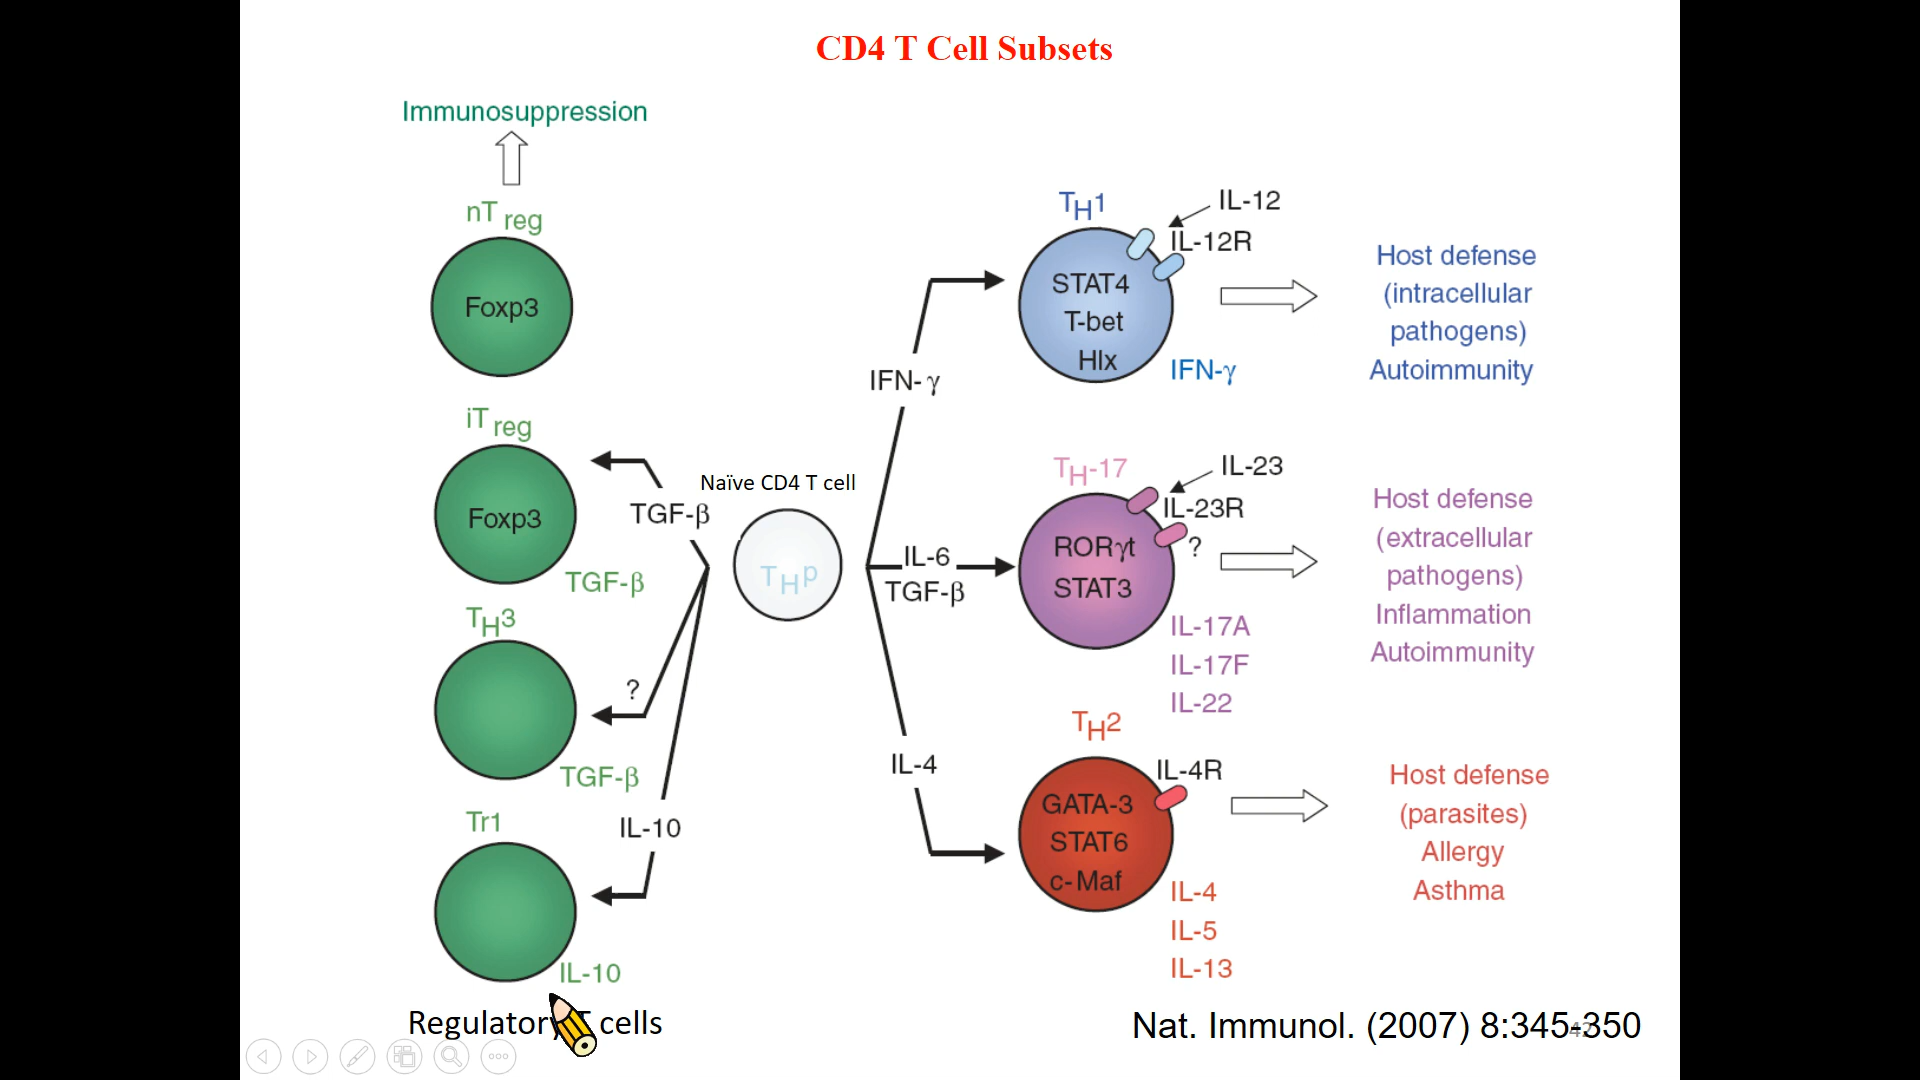 CD4 T Cell Subsets
Immunosuppression
nT reg
Foxp3
iT reg
Foxp3
TGF-β
TGF-β
TH3
?
TGF-β
Tr1
IL-10
IL-10
Regulatory T cells
Naïve CD4 T cell
THP
IFN-γ
IL-6
TGF-β
IL-4
TH1
IL-12
IL-12R
STAT4
T-bet
Hlx
IFN-γ
Host defense
(intracellular
pathogens)
Autoimmunity
TH-17
IL-23
IL-23R
?
RORγt
STAT3
IL-17A
IL-17F
IL-22
Host defense
(extracellular
pathogens)
Inflammation
Autoimmunity
TH2
IL-4R
GATA-3
STAT6
c-Maf
IL-4
IL-5
IL-13
Host defense
(parasites)
Allergy
Asthma
Nat. Immunol. (2007) 8:345-350